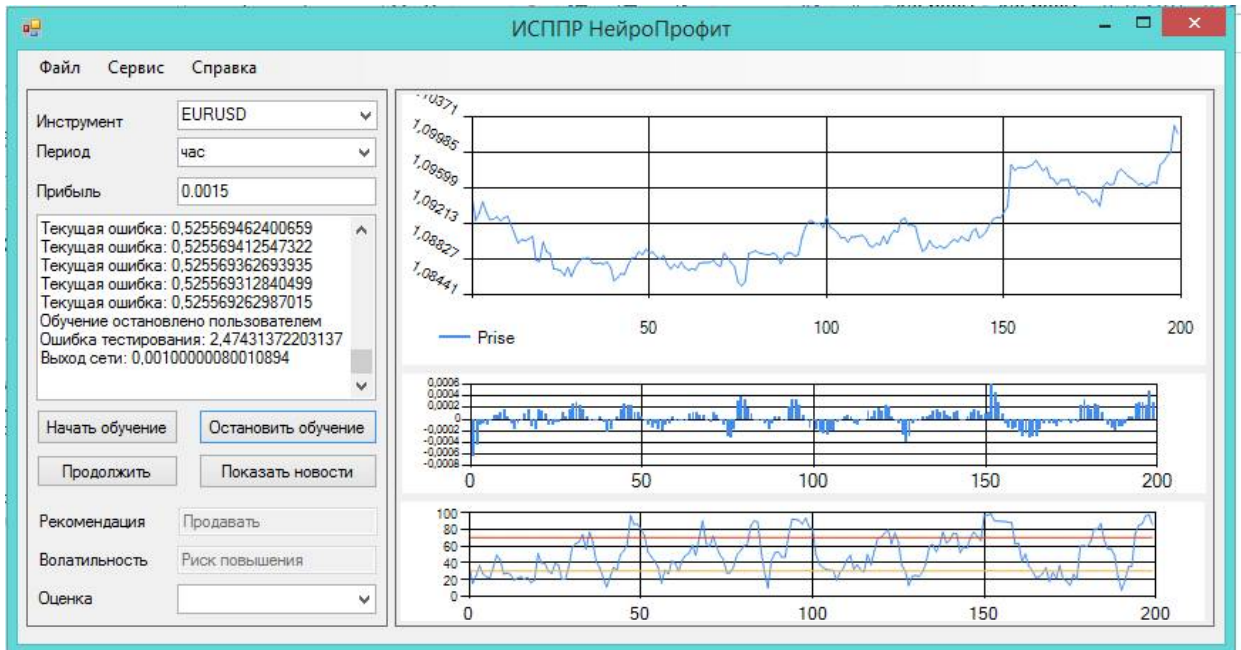 ИСППР НейроПрофит
Файл Сервис Справка
Инструмент EURUSD
Период час
Прибыль 0.0015
Текущая ошибка: 0,525569462400659
Текущая ошибка: 0,525569412547322
Текущая ошибка: 0,525569362693935
Текущая ошибка: 0,525569312840499
Текущая ошибка: 0,525569262987015
Обучение остановлено пользователем
Ошибка тестирования: 2,47431372203137
Выход сети: 0,00100000080010894
Начать обучение Остановить обучение
Продолжить Показать новости
Рекомендация Продавать
Волатильность Риск повышения
Оценка
1,09985
1,09599
1,09213
1,08827
1,08441
50 100 150 200
Prise
0,0006
0,0004
0,0002
0
-0,0002
-0,0004
-0,0006
-0,0008
0 50 100 150 200
100
80
60
40
20
0
0 50 100 150 200